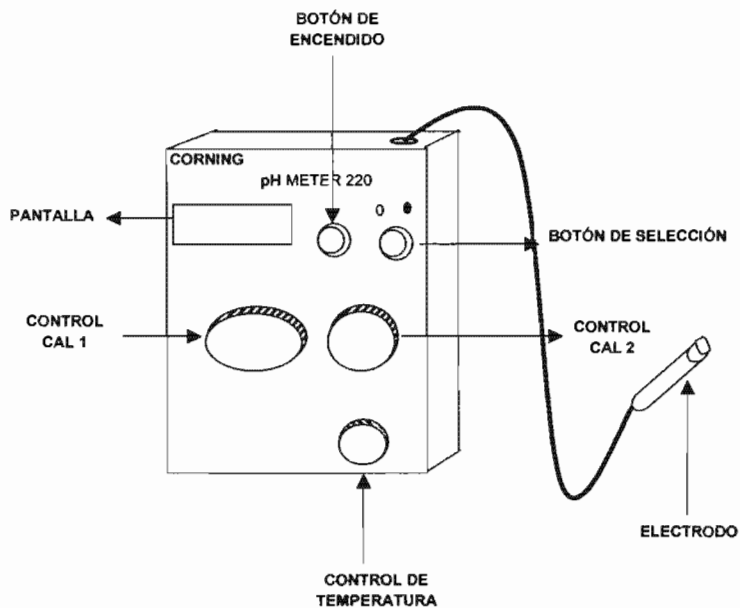 BOTÓN DE
ENCENDIDO
CORNING
pH METER 220
PANTALLA
BOTÓN DE SELECCIÓN
CONTROL
CAL 1
CONTROL
CAL 2
ELECTRODO
CONTROL DE
TEMPERATURA